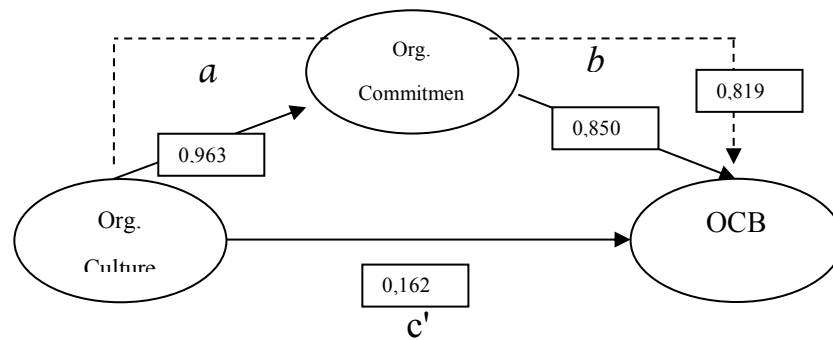 a
Org.
Commitmen
b
0,819
0,850
0.963
Org.
Culture
OCB
0,162
c'